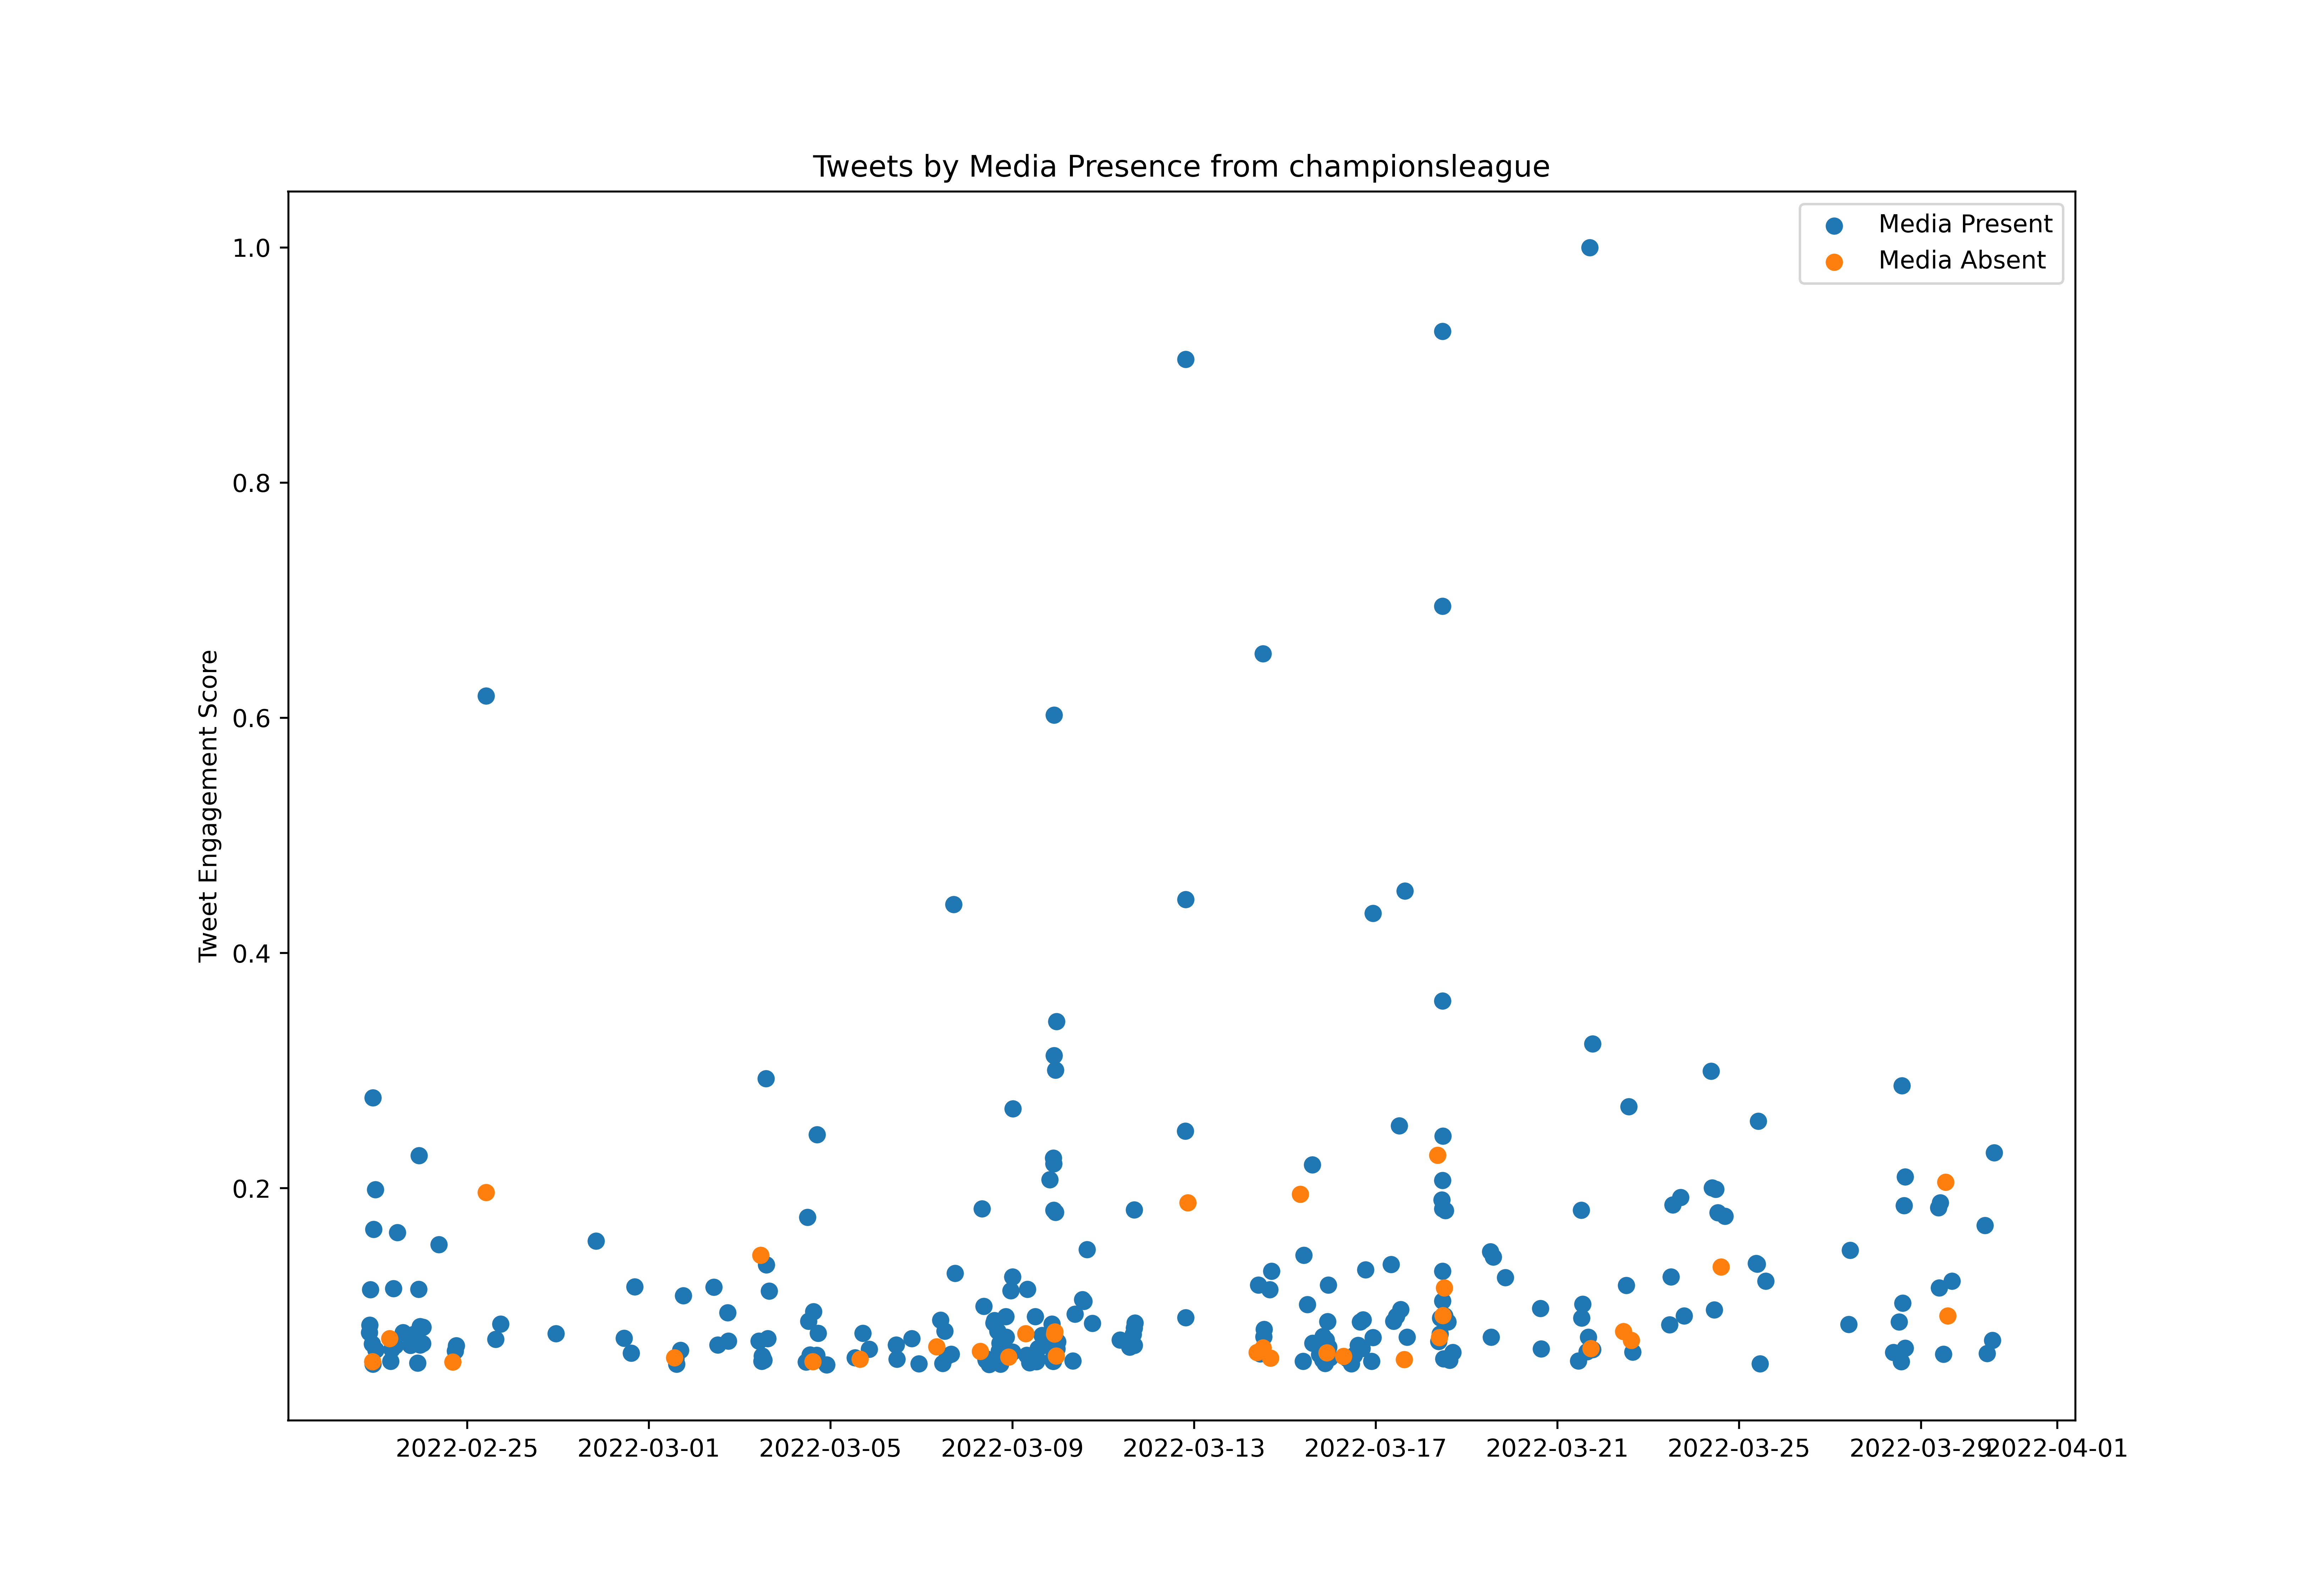 Tweets by Media Presence from championsleague
Media Present
Media Absent
Tweet Engagement Score
1.0
0.8
0.6
0.4
0.2
2022-02-25 2022-03-01 2022-03-05 2022-03-09 2022-03-13 2022-03-17 2022-03-21 2022-03-25 2022-03-29 2022-04-01